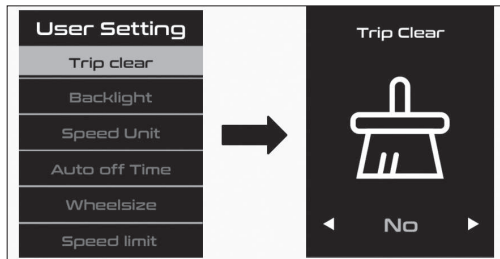 User Setting
Trip clear
Backlight
Speed Unit
Auto off Time
Wheelsize
Speed limit
Trip Clear
No